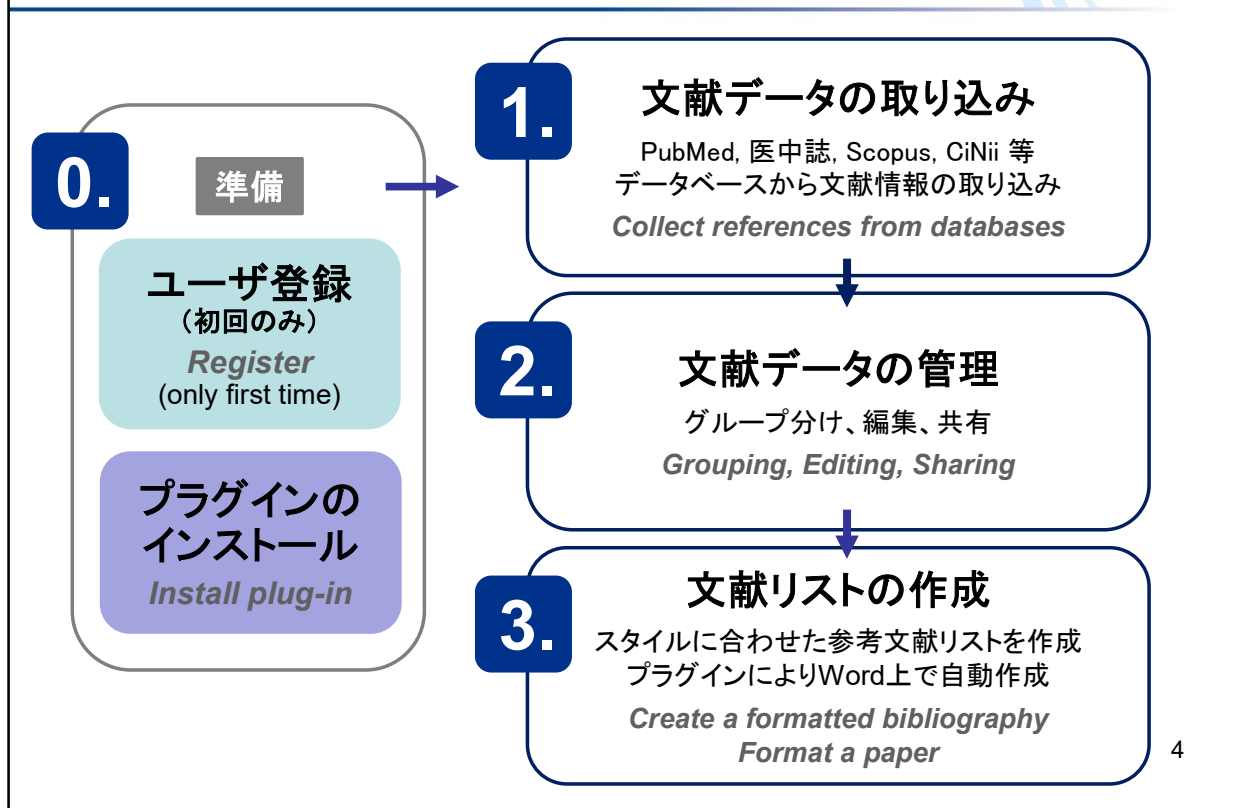 0.
準備
ユーザ登録
（初回のみ）
Register
(only first time)
プラグインの
インストール
Install plug-in
1.
文献データの取り込み
PubMed, 医中誌, Scopus, CiNii 等
データベースから文献情報の取り込み
Collect references from databases
2.
文献データの管理
グループ分け、編集、共有
Grouping, Editing, Sharing
3.
文献リストの作成
スタイルに合わせた参考文献リストを作成
プラグインによりWord上で自動作成
Create a formatted bibliography
Format a paper
4